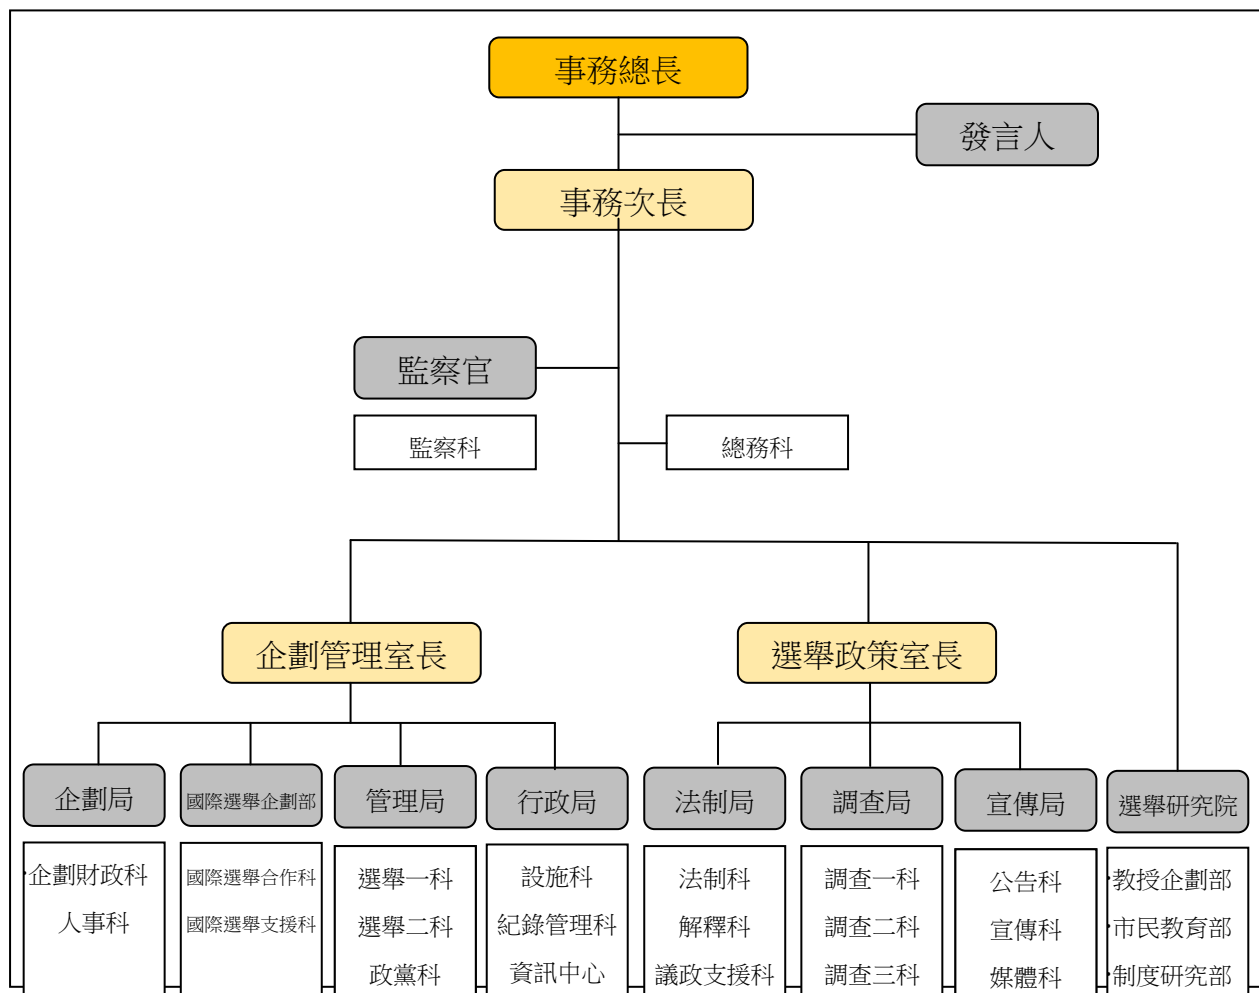 事務總長
發言人
事務次長
監察官
監察科
總務科
企劃管理室長
選舉政策室長
企劃局
國際選舉企劃部
管理局
行政局
法制局
調查局
宣傳局
選舉研究院
·企劃財政科
人事科
國際選舉合作科
國際選舉支援科
選舉一科
選舉二科
政黨科
設施科
紀錄管理科
資訊中心
法制科
解釋科
議政支援科
調查一科
調查二科
調查三科
公告科
宣傳科
媒體科
·教授企劃部
·市民教育部
·制度研究部